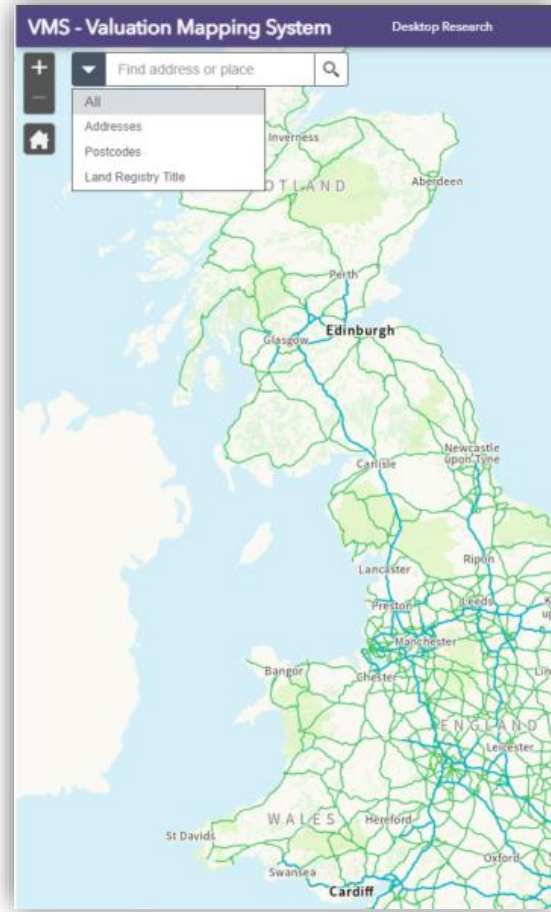 VMS - Valuation Mapping System Desktop Research
+ Find address or place
−
All
Addresses
Postcodes
Land Registry Title
Inverness
Aberdeen
Perth
Edinburgh
Glasgow
Newcastle
upon Tyne
Carlisle
Ripon
Lancaster
Leeds
Preston
Manchester
Bangor
Chester
ENGLAND
Leicester
WALES
Hereford
St Davids
Oxford
Swansea
Cardiff